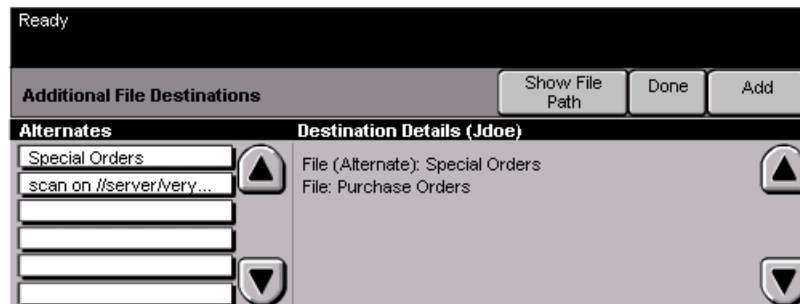 Ready
Additional File Destinations
Show File
Path
Done
Add
Alternates
Destination Details (Jdoe)
Special Orders
scan on //server/very...
File (Alternate): Special Orders
File: Purchase Orders